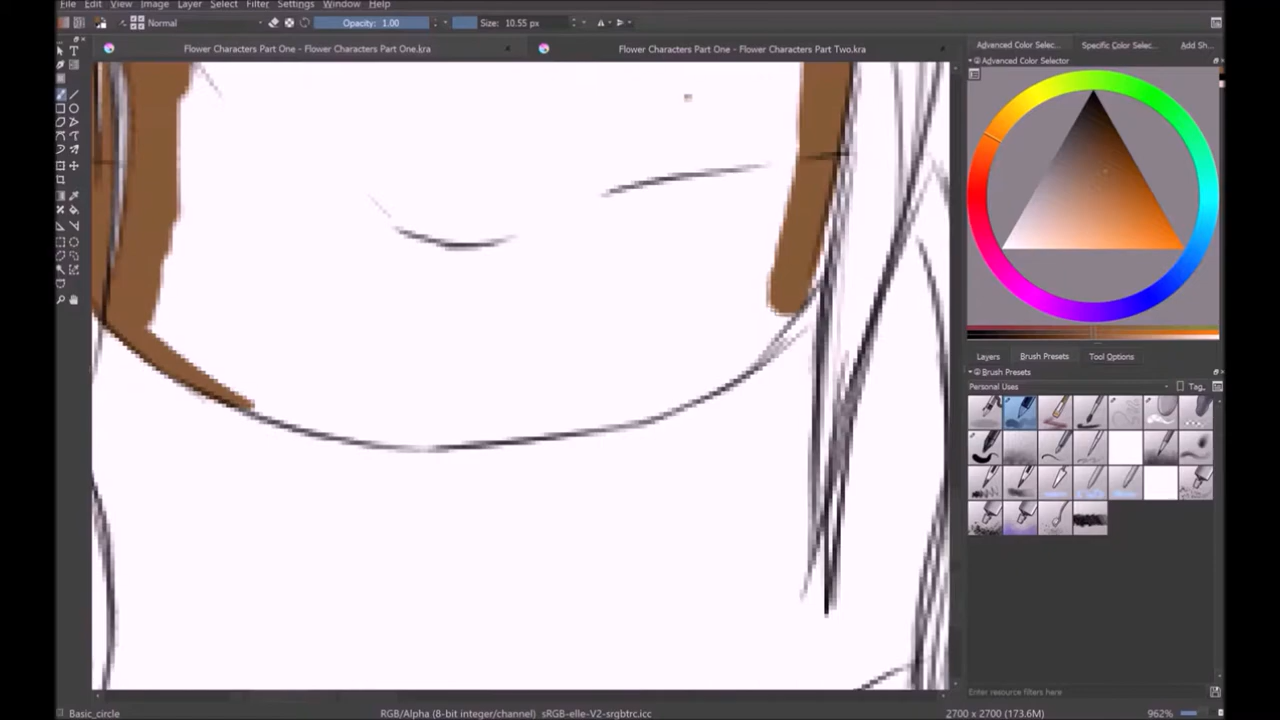 File Edit View Image Layer Select Filter Settings Window Help
Normal Opacity: 1.00 Size: 10.55 px
Flower Characters Part One - Flower Characters Part One.kra Flower Characters Part One - Flower Characters Part Two.kra
Advanced Color Selec... Specific Color Selec... Add Sh...
Advanced Color Selector
Layers Brush Presets Tool Options
Brush Presets
Personal Uses Tag
Enter resource filters here
Basic_circle RGB/Alpha (8-bit integer/channel) sRGB-elle-V2-srgbtrc.icc 2700 x 2700 (173.6M) 962%